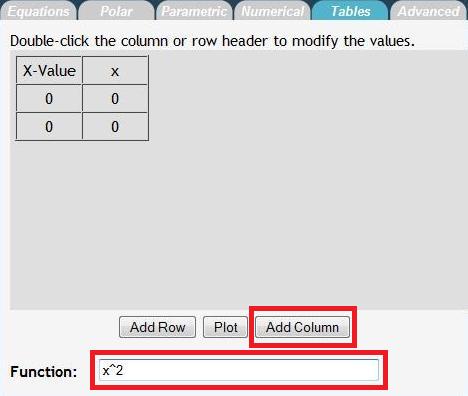 Equations Polar Parametric Numerical Tables Advanced
Double-click the column or row header to modify the values.
X-Value x
0 0
0 0
Add Row Plot Add Column
Function: x^2